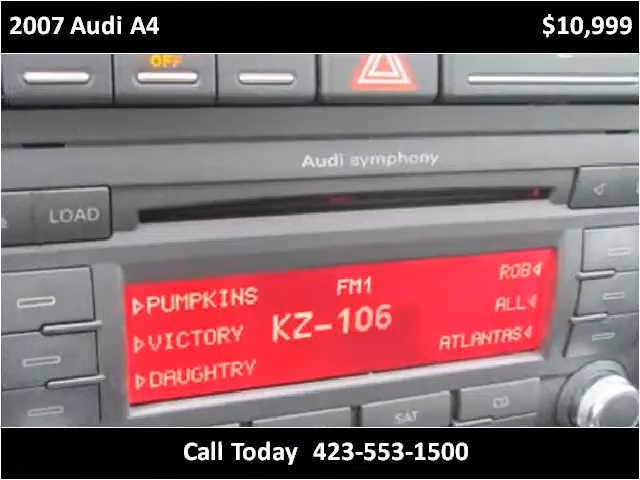 2007 Audi A4 $10,999
OFF
Audi symphony
LOAD
PUMPKINS FM1 ROB
VICTORY KZ-106 ALL
DAUGHTRY ATLANTAS
SAT
Call Today 423-553-1500